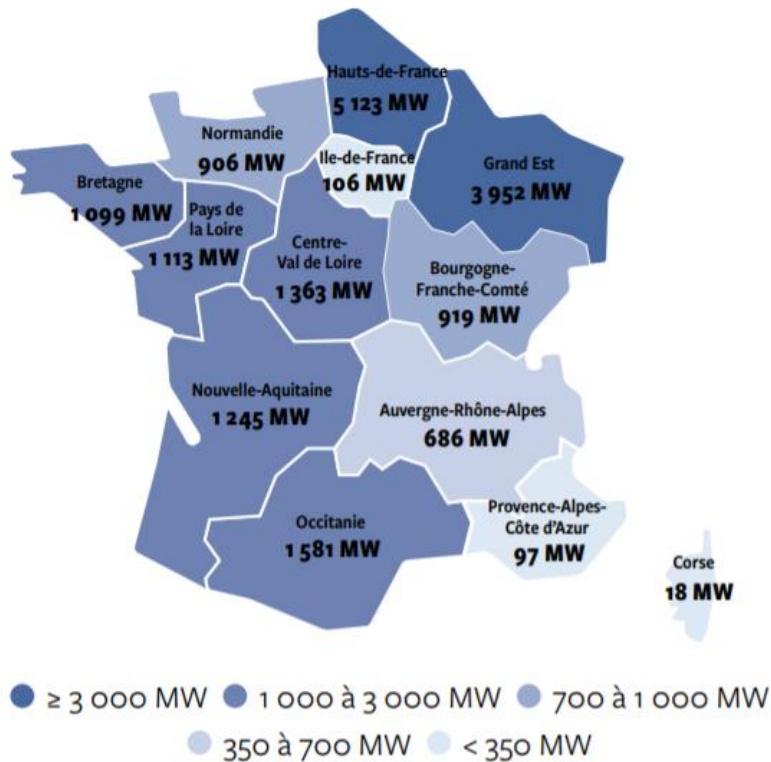 Hauts-de-France
5 123 MW
Normandie
906 MW
Ile-de-France
106 MW
Grand Est
3 952 MW
Bretagne
1 099 MW
Pays de
la Loire
1 113 MW
Centre-
Val de Loire
1 363 MW
Bourgogne-
Franche-Comté
919 MW
Nouvelle-Aquitaine
1 245 MW
Auvergne-Rhône-Alpes
686 MW
Occitanie
1 581 MW
Provence-Alpes-
Côte d'Azur
97 MW
Corse
18 MW
≥ 3 000 MW
1 000 à 3 000 MW
700 à 1 000 MW
350 à 700 MW
< 350 MW